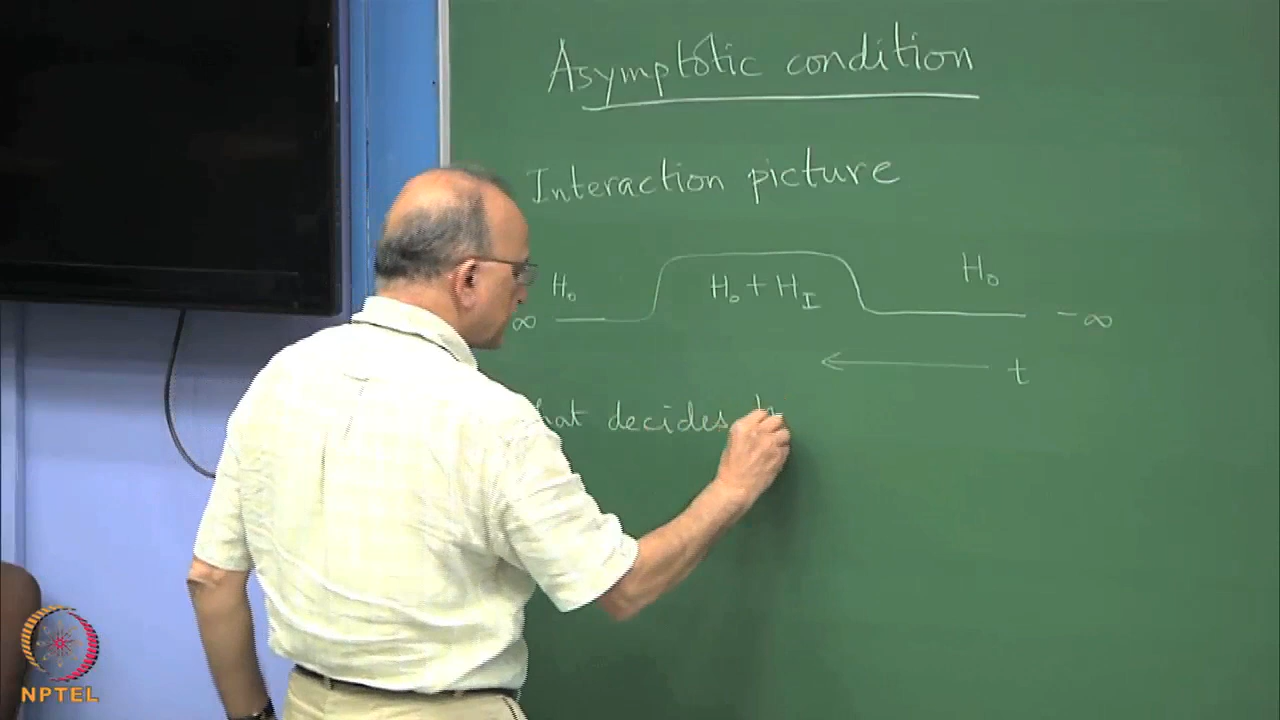 Asymptotic condition
Interaction picture
H₀ H₀ + H_I H₀
∞ - ∞
t
decides
NPTEL